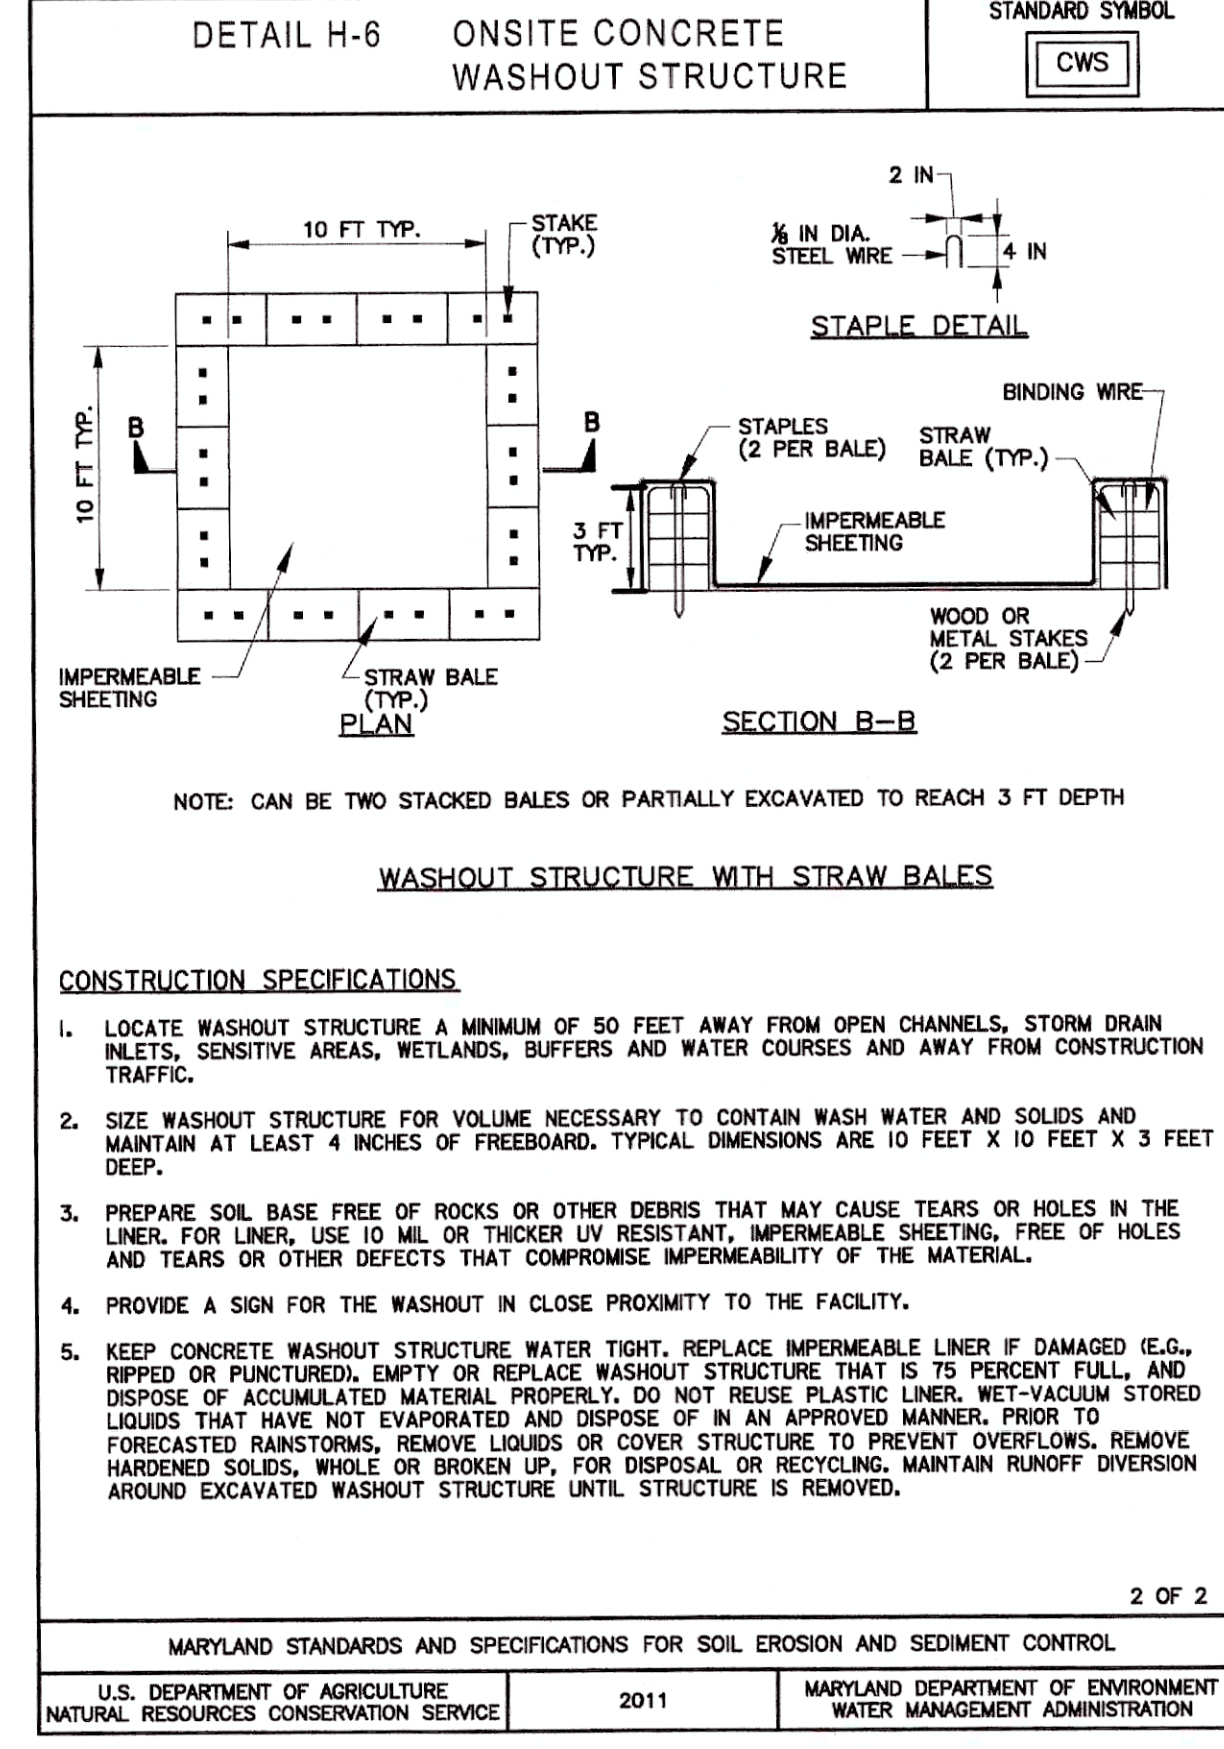 DETAIL H-6 ONSITE CONCRETE
WASHOUT STRUCTURE
STANDARD SYMBOL
CWS
10 FT TYP.
STAKE
(TYP.)
10 FT TYP.
B
B
IMPERMEABLE
SHEETING
STRAW BALE
(TYP.)
PLAN
2 IN
⅛ IN DIA.
STEEL WIRE
4 IN
STAPLE DETAIL
BINDING WIRE
STAPLES
(2 PER BALE)
STRAW
BALE (TYP.)
3 FT
TYP.
IMPERMEABLE
SHEETING
WOOD OR
METAL STAKES
(2 PER BALE)
SECTION B-B
NOTE: CAN BE TWO STACKED BALES OR PARTIALLY EXCAVATED TO REACH 3 FT DEPTH
WASHOUT STRUCTURE WITH STRAW BALES
CONSTRUCTION SPECIFICATIONS
1. LOCATE WASHOUT STRUCTURE A MINIMUM OF 50 FEET AWAY FROM OPEN CHANNELS, STORM DRAIN
INLETS, SENSITIVE AREAS, WETLANDS, BUFFERS AND WATER COURSES AND AWAY FROM CONSTRUCTION
TRAFFIC.
2. SIZE WASHOUT STRUCTURE FOR VOLUME NECESSARY TO CONTAIN WASH WATER AND SOLIDS AND
MAINTAIN AT LEAST 4 INCHES OF FREEBOARD. TYPICAL DIMENSIONS ARE 10 FEET X 10 FEET X 3 FEET
DEEP.
3. PREPARE SOIL BASE FREE OF ROCKS OR OTHER DEBRIS THAT MAY CAUSE TEARS OR HOLES IN THE
LINER. FOR LINER, USE 10 MIL OR THICKER UV RESISTANT, IMPERMEABLE SHEETING, FREE OF HOLES
AND TEARS OR OTHER DEFECTS THAT COMPROMISE IMPERMEABILITY OF THE MATERIAL.
4. PROVIDE A SIGN FOR THE WASHOUT IN CLOSE PROXIMITY TO THE FACILITY.
5. KEEP CONCRETE WASHOUT STRUCTURE WATER TIGHT. REPLACE IMPERMEABLE LINER IF DAMAGED (E.G.,
RIPPED OR PUNCTURED). EMPTY OR REPLACE WASHOUT STRUCTURE THAT IS 75 PERCENT FULL, AND
DISPOSE OF ACCUMULATED MATERIAL PROPERLY. DO NOT REUSE PLASTIC LINER. WET-VACUUM STORED
LIQUIDS THAT HAVE NOT EVAPORATED AND DISPOSE OF IN AN APPROVED MANNER. PRIOR TO
FORECASTED RAINSTORMS, REMOVE LIQUIDS OR COVER STRUCTURE TO PREVENT OVERFLOWS. REMOVE
HARDENED SOLIDS, WHOLE OR BROKEN UP, FOR DISPOSAL OR RECYCLING. MAINTAIN RUNOFF DIVERSION
AROUND EXCAVATED WASHOUT STRUCTURE UNTIL STRUCTURE IS REMOVED.
2 OF 2
MARYLAND STANDARDS AND SPECIFICATIONS FOR SOIL EROSION AND SEDIMENT CONTROL
U.S. DEPARTMENT OF AGRICULTURE
NATURAL RESOURCES CONSERVATION SERVICE
2011
MARYLAND DEPARTMENT OF ENVIRONMENT
WATER MANAGEMENT ADMINISTRATION